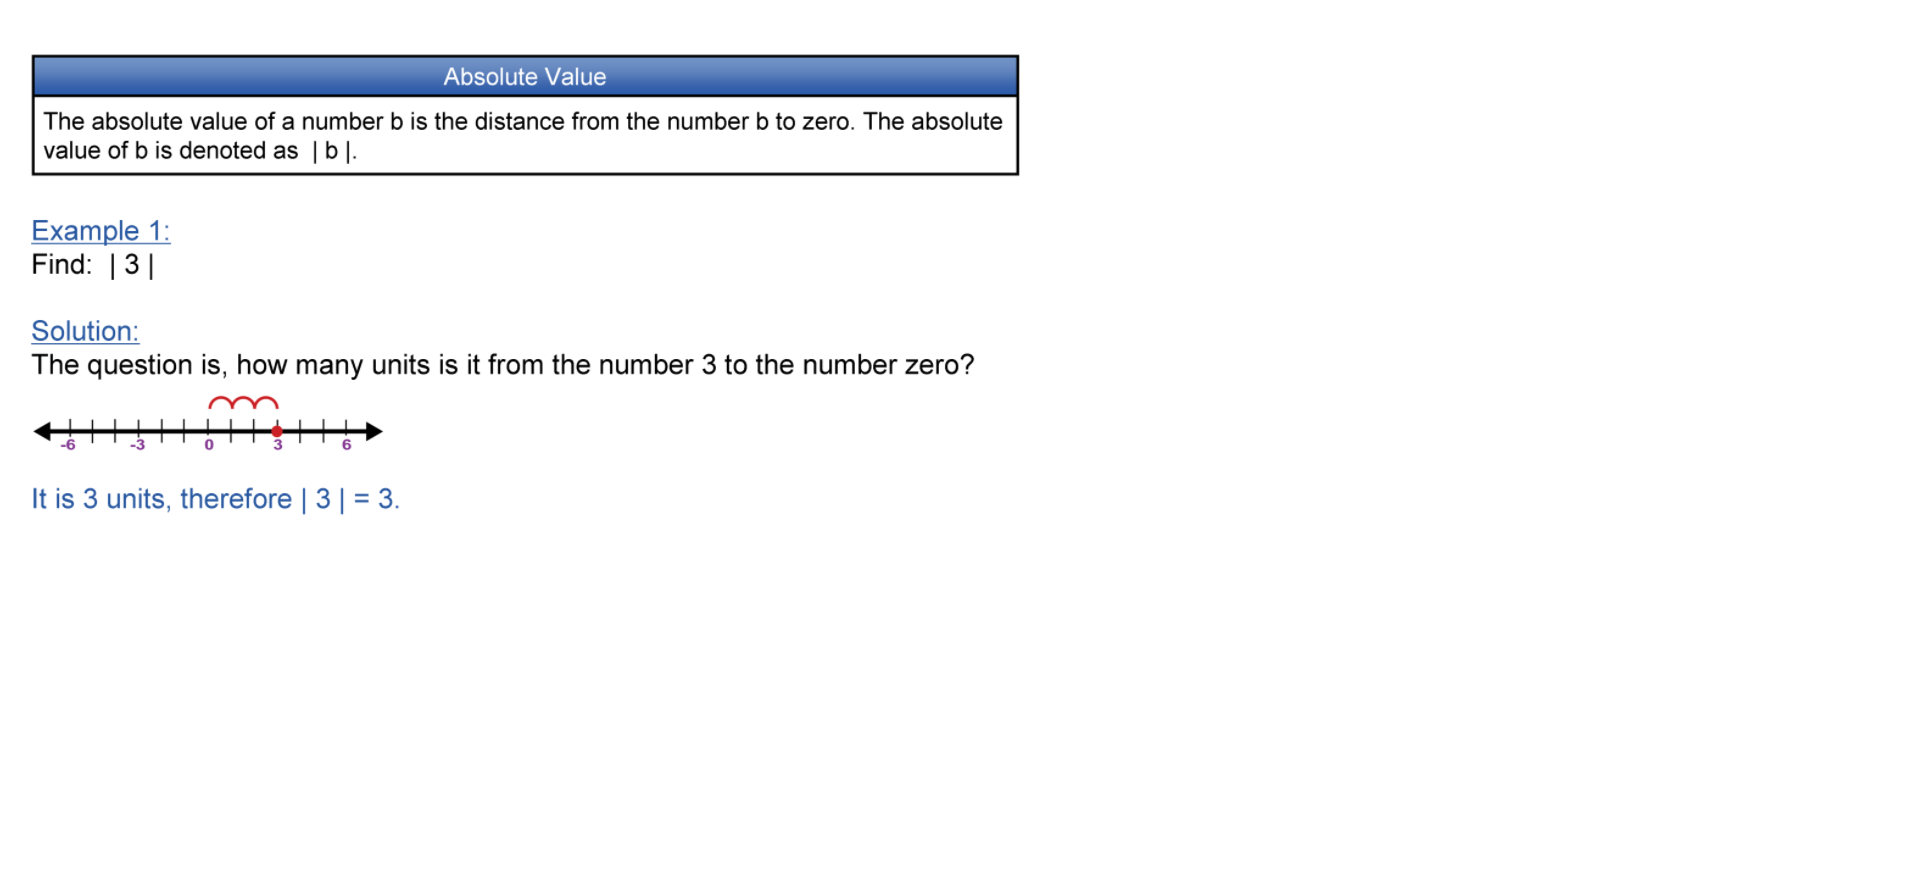 Absolute Value
The absolute value of a number b is the distance from the number b to zero. The absolute
value of b is denoted as | b |.
Example 1:
Find: | 3 |
Solution:
The question is, how many units is it from the number 3 to the number zero?
-6 -3 0 3 6
It is 3 units, therefore | 3 | = 3.